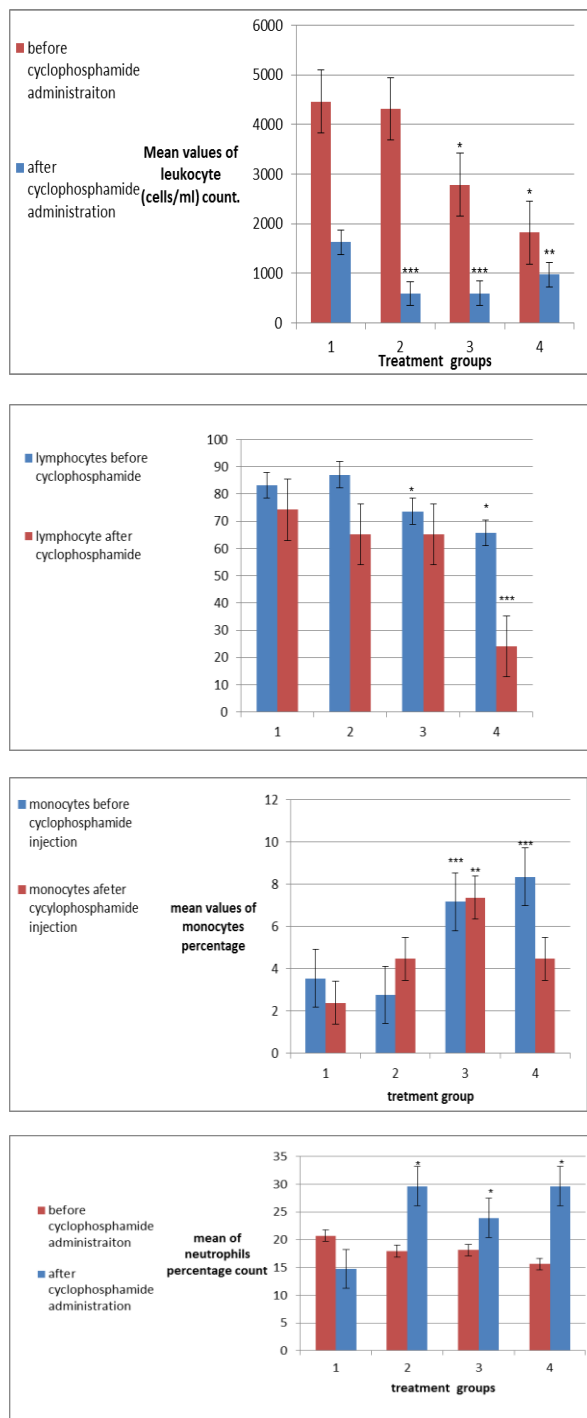 before
cyclophosphamide
administraiton
after
cyclophosphamide
administration
Mean values of
leukocyte
(cells/ml) count.
6000
5000
4000
3000
2000
1000
0
*
*
***
***
**
1 2 3 4
Treatment groups
lymphocytes before
cyclophosphamide
lymphocyte after
cyclophosphamide
100
90
80
70
60
50
40
30
20
10
0
*
*
***
1 2 3 4
monocytes before
cyclophosphamide
injection
monocytes afeter
cycylophosphamide
injection
mean values of
monocytes
percentage
12
10
8
6
4
2
0
*** ** ***
1 2 3 4
tretment group
before
cyclophosphamide
administraiton
after
cyclophosphamide
administration
mean of
neutrophils
percentage count
35
30
25
20
15
10
5
0
* * *
1 2 3 4
treatment groups